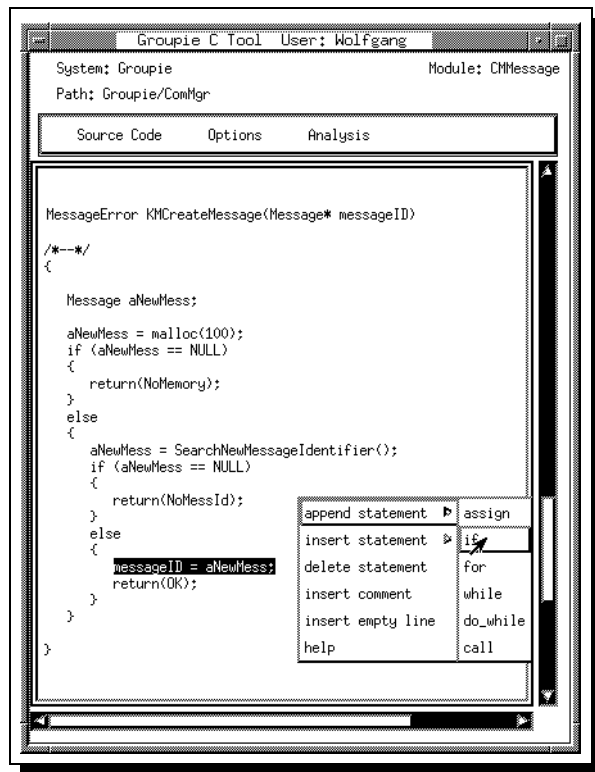 Groupie C Tool User: Wolfgang
System: Groupie Module: CMMessage
Path: Groupie/ComMgr
Source Code Options Analysis
MessageError KMCreateMessage(Message* messageID)
/*--*/
{
Message aNewMess;
aNewMess = malloc(100);
if (aNewMess == NULL)
{
return(NoMemory);
}
else
{
aNewMess = SearchNewMessageIdentifier();
if (aNewMess == NULL)
{
return(NoMessId);
}
else
{
messageID = aNewMess;
return(OK);
}
}
}
append statement
insert statement
delete statement
insert comment
insert empty line
help
assign
if
for
while
do_while
call